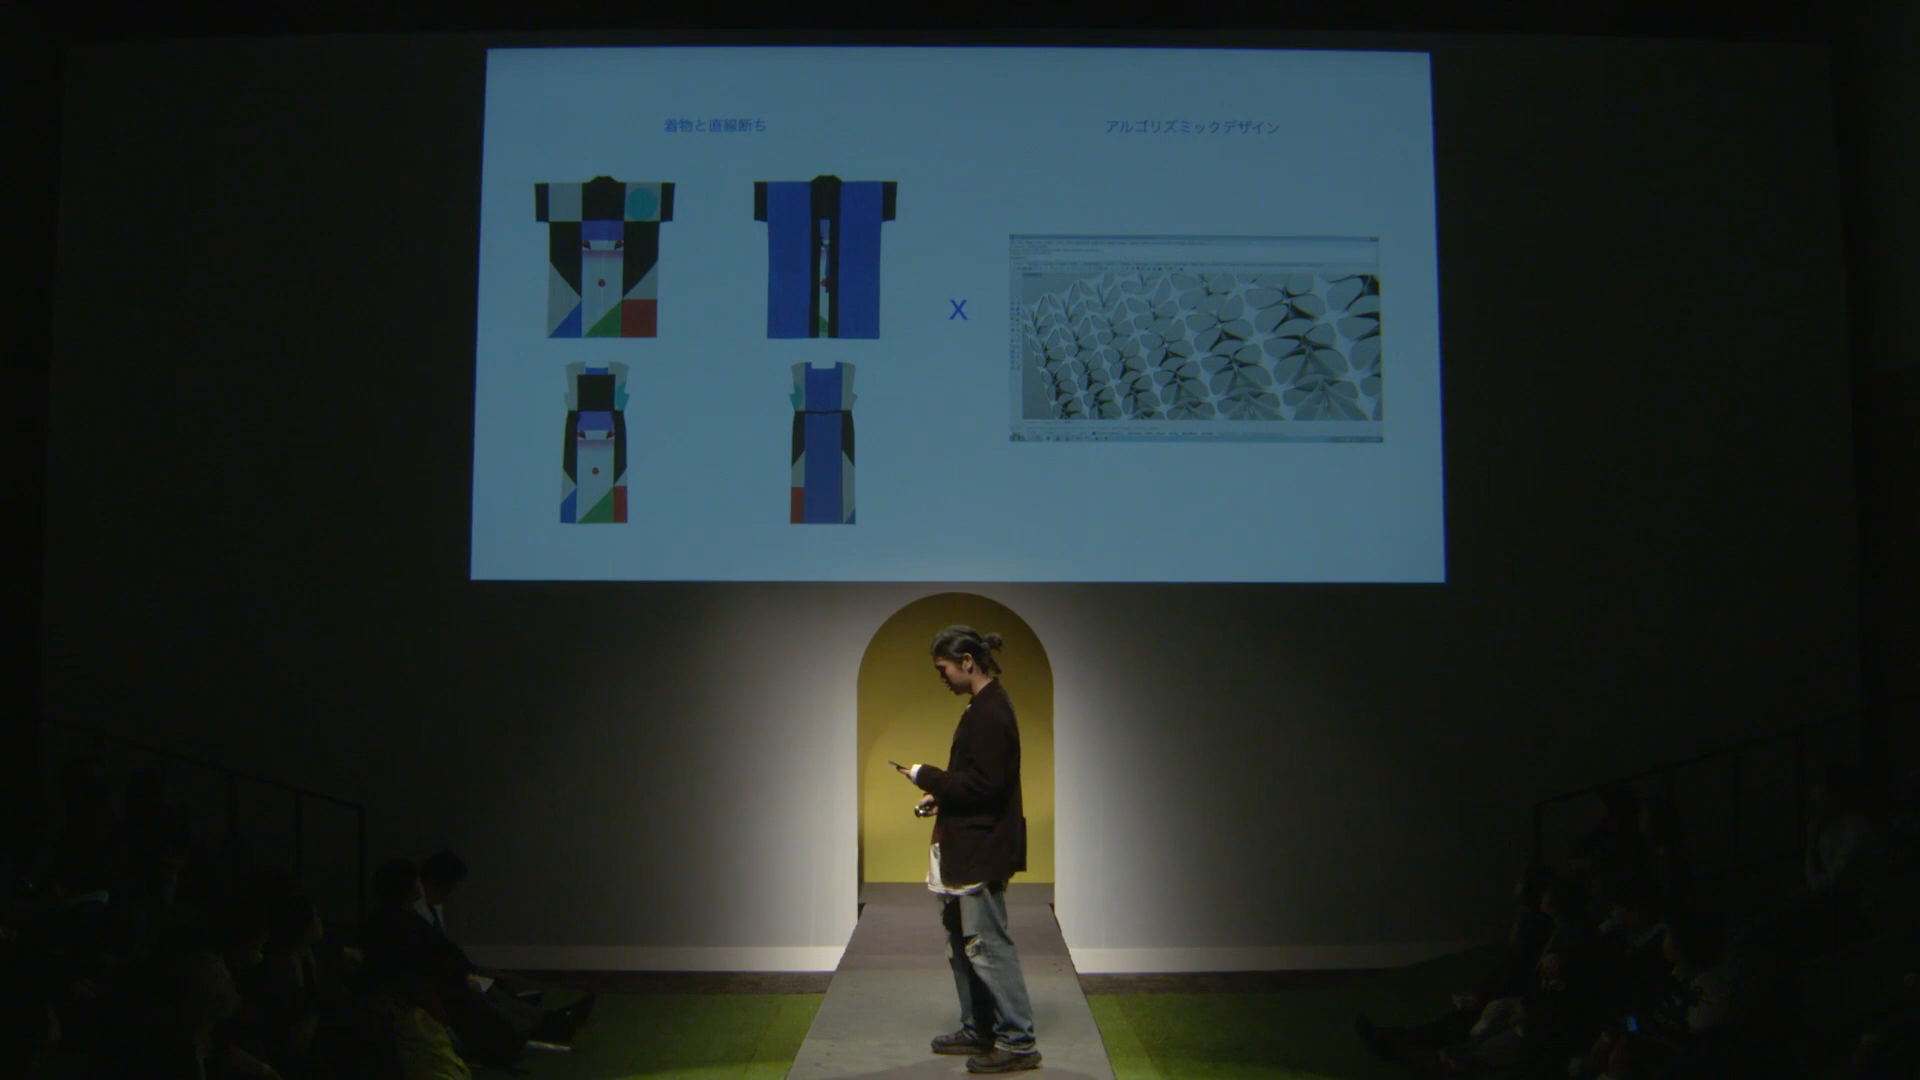 着物と直線断ち
アルゴリズミックデザイン
x